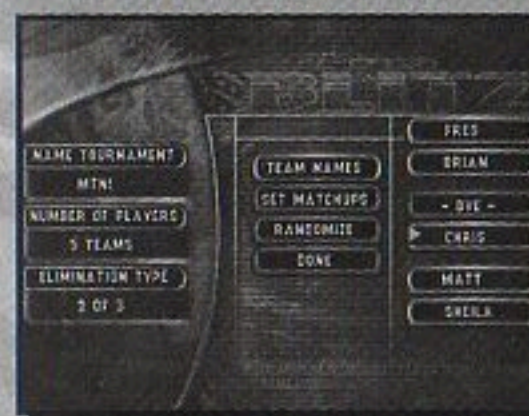 BLITZ
NAME TOURNAMENT
MTN!
NUMBER OF PLAYERS
5 TEAMS
ELIMINATION TYPE
2 OF 3
TEAM NAMES
SET MATCHUPS
RANDOMIZE
DONE
FRED
BRIAN
- BYE -
CHRIS
MATT
SHEILA